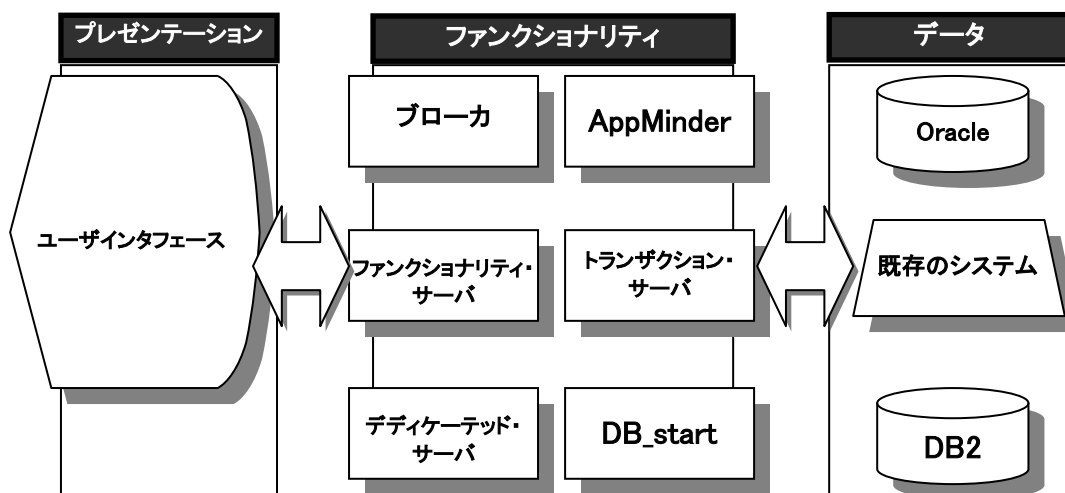 プレゼンテーション
ファンクショナリティ
データ
ブローカ
AppMinder
Oracle
ユーザインタフェース
ファンクショナリティ・
サーバ
トランザクション・
サーバ
既存のシステム
デディケーテッド・
サーバ
DB_start
DB2